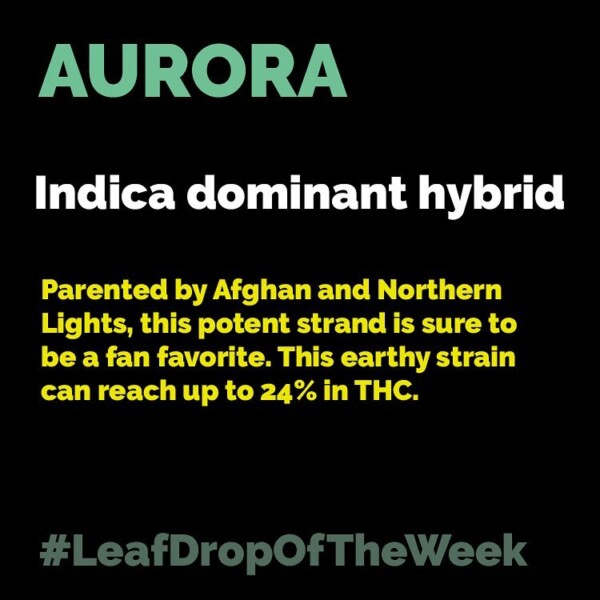 AURORA
Indica dominant hybrid
Parented by Afghan and Northern
Lights, this potent strand is sure to
be a fan favorite. This earthy strain
can reach up to 24% in THC.
#LeafDropOfTheWeek